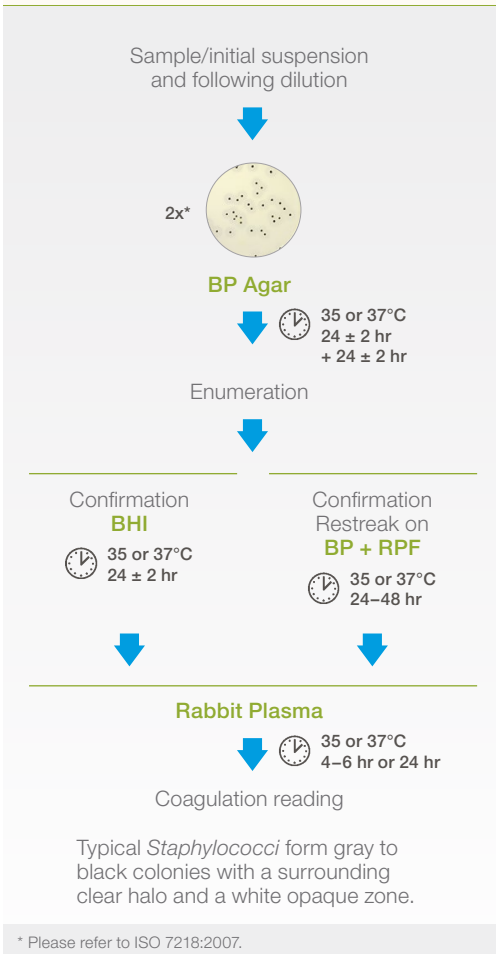 Sample/initial suspension
and following dilution
2x*
BP Agar
35 or 37°C
24 ± 2 hr
+ 24 ± 2 hr
Enumeration
Confirmation
BHI
35 or 37°C
24 ± 2 hr
Confirmation
Restreak on
BP + RPF
35 or 37°C
24–48 hr
Rabbit Plasma
35 or 37°C
4–6 hr or 24 hr
Coagulation reading
Typical Staphylococci form gray to
black colonies with a surrounding
clear halo and a white opaque zone.
* Please refer to ISO 7218:2007.